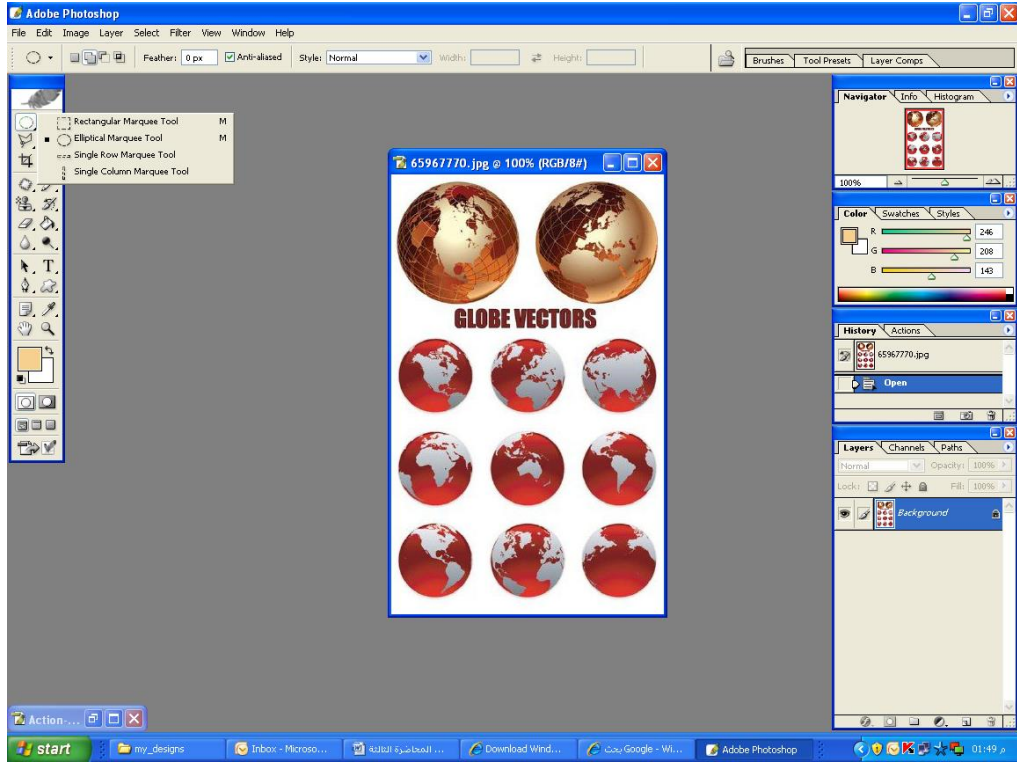 Adobe Photoshop
File Edit Image Layer Select Filter View Window Help
Feather: 0 px Anti-aliased Style: Normal Width: Height: Brushes Tool Presets Layer Comps
Rectangular Marquee Tool M
Elliptical Marquee Tool M
Single Row Marquee Tool
Single Column Marquee Tool
65967770.jpg @ 100% (RGB/8#)
GLOBE VECTORS
Navigator Info Histogram
100%
Color Swatches Styles
R 246
G 208
B 143
History Actions
65967770.jpg
Open
Layers Channels Paths
Normal Opacity: 100%
Lock: Fill: 100%
Background
Action-...
start my_designs Inbox - Microso... المحاضرة الثالثة ... Download Wind... بحث Google - Wi... Adobe Photoshop 01:49 م